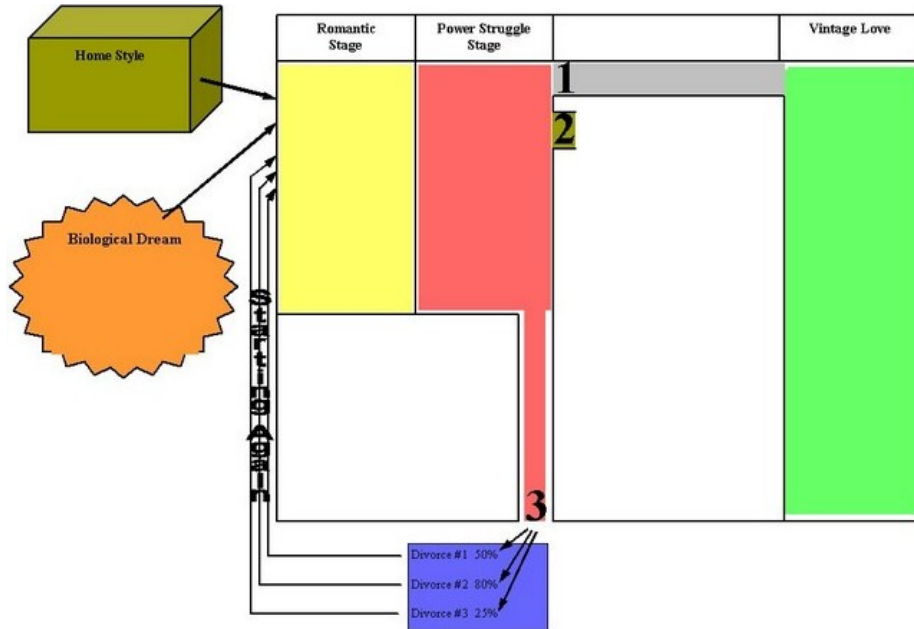 Home Style
Romantic
Stage
Power Struggle
Stage
Vintage Love
1
2
Biological Dream
Starting Again
3
Divorce #1 50%
Divorce #2 80%
Divorce #3 25%